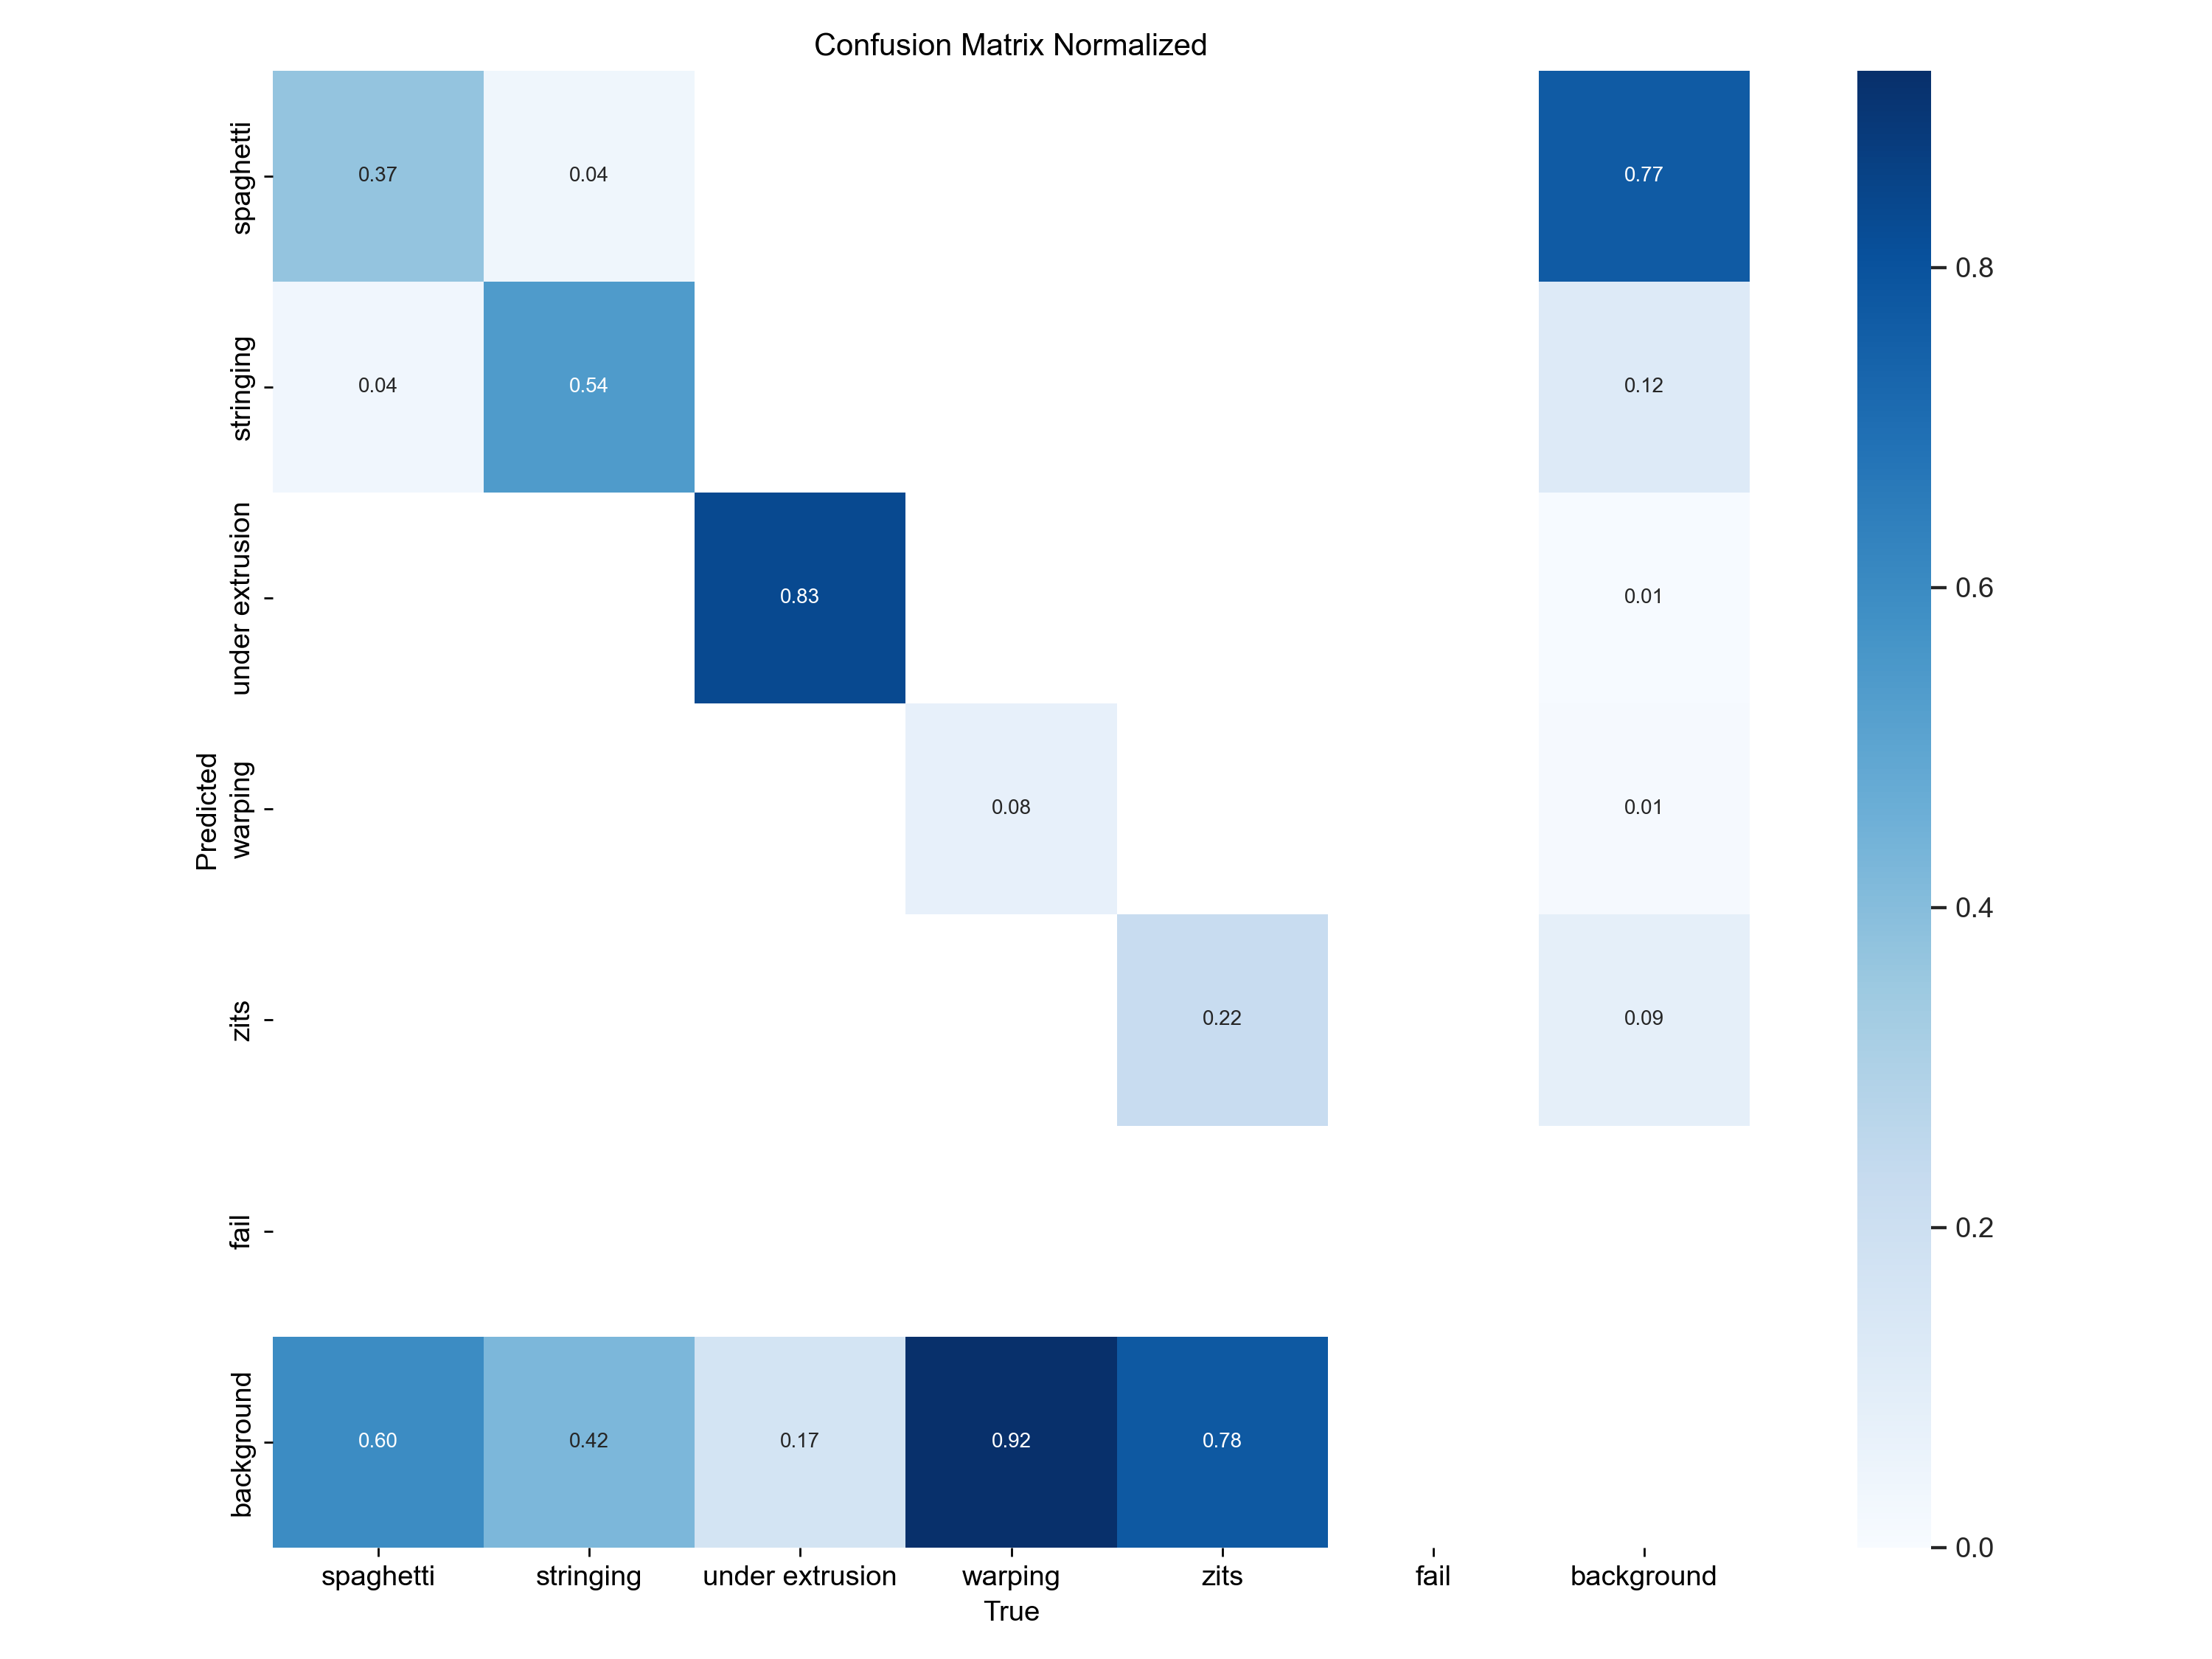 Confusion Matrix Normalized
spaghetti
0.37
0.04
0.77
0.8
stringing
0.04
0.54
0.12
under extrusion
0.83
0.01
0.6
Predicted
warping
0.08
0.01
0.4
zits
0.22
0.09
fail
0.2
background
0.60
0.42
0.17
0.92
0.78
0.0
spaghetti
stringing
under extrusion
warping
zits
fail
background
True